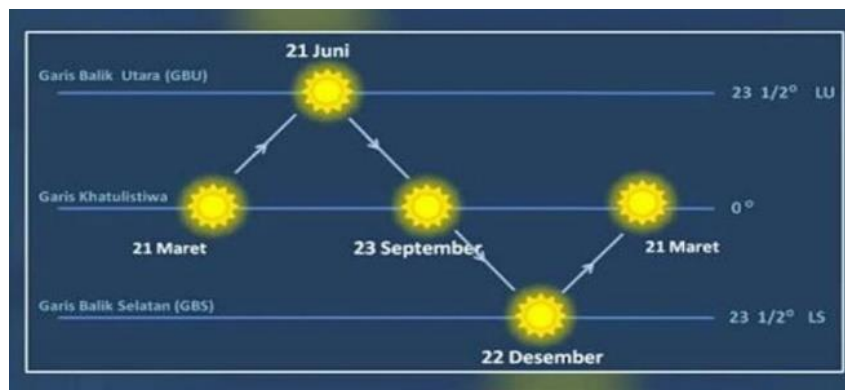 21 Juni
Garis Balik Utara (GBU)
23 1/2° LU
Garis Khatulistiwa
0°
21 Maret
23 September
21 Maret
Garis Balik Selatan (GBS)
23 1/2° LS
22 Desember